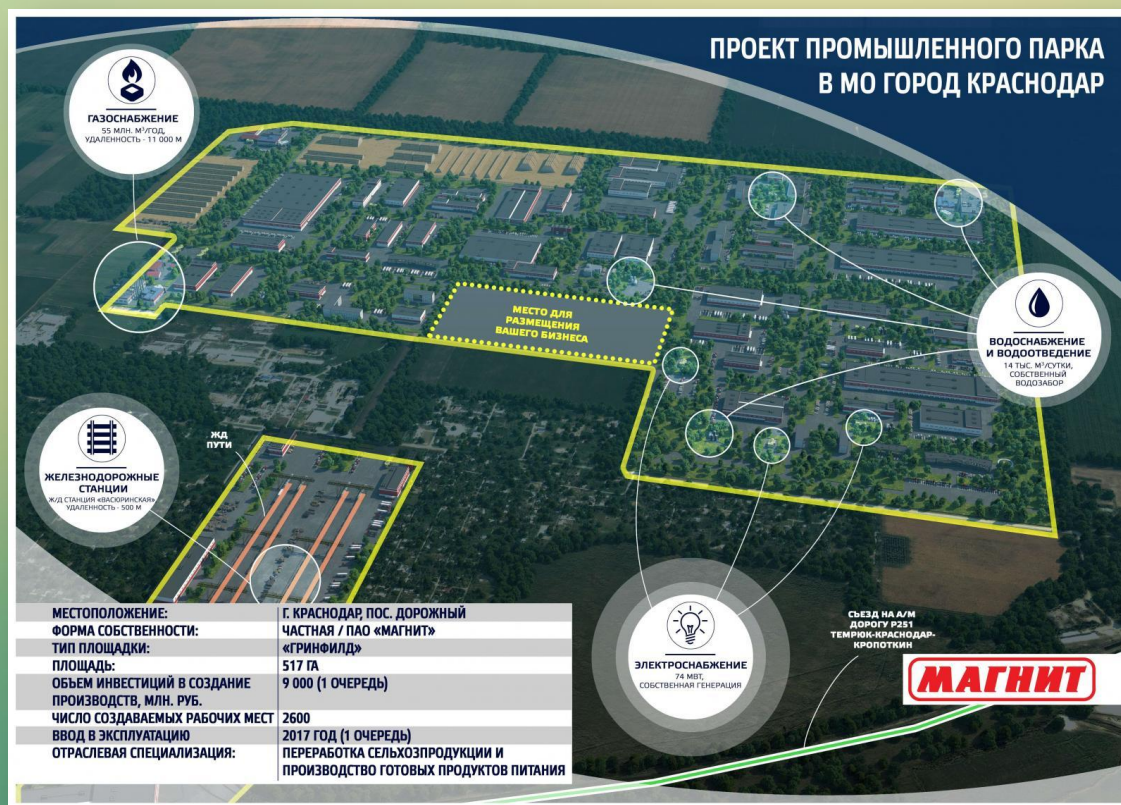 ПРОЕКТ ПРОМЫШЛЕННОГО ПАРКА
В МО ГОРОД КРАСНОДАР
ГАЗОСНАБЖЕНИЕ
55 МЛН. М³/ГОД,
УДАЛЕННОСТЬ - 11 000 М
МЕСТО ДЛЯ
РАЗМЕЩЕНИЯ
ВАШЕГО БИЗНЕСА
ВОДОСНАБЖЕНИЕ
И ВОДООТВЕДЕНИЕ
14 ТЫС. М³/СУТКИ,
СОБСТВЕННЫЙ
ВОДОЗАБОР
ЖД
ПУТИ
ЖЕЛЕЗНОДОРОЖНЫЕ
СТАНЦИИ
Ж/Д СТАНЦИЯ «ВАСЮРИНСКАЯ»
УДАЛЕННОСТЬ - 500 М
ЭЛЕКТРОСНАБЖЕНИЕ
74 МВТ,
СОБСТВЕННАЯ ГЕНЕРАЦИЯ
СЪЕЗД НА А/М
ДОРОГУ Р251
ТЕМРЮК-КРАСНОДАР-
КРОПОТКИН
МАГНИТ
МЕСТОПОЛОЖЕНИЕ: Г. КРАСНОДАР, ПОС. ДОРОЖНЫЙ
ФОРМА СОБСТВЕННОСТИ: ЧАСТНАЯ / ПАО «МАГНИТ»
ТИП ПЛОЩАДКИ: «ГРИНФИЛД»
ПЛОЩАДЬ: 517 ГА
ОБЪЕМ ИНВЕСТИЦИЙ В СОЗДАНИЕ 9 000 (1 ОЧЕРЕДЬ)
ПРОИЗВОДСТВ, МЛН. РУБ.
ЧИСЛО СОЗДАВАЕМЫХ РАБОЧИХ МЕСТ 2600
ВВОД В ЭКСПЛУАТАЦИЮ 2017 ГОД (1 ОЧЕРЕДЬ)
ОТРАСЛЕВАЯ СПЕЦИАЛИЗАЦИЯ: ПЕРЕРАБОТКА СЕЛЬХОЗПРОДУКЦИИ И
ПРОИЗВОДСТВО ГОТОВЫХ ПРОДУКТОВ ПИТАНИЯ